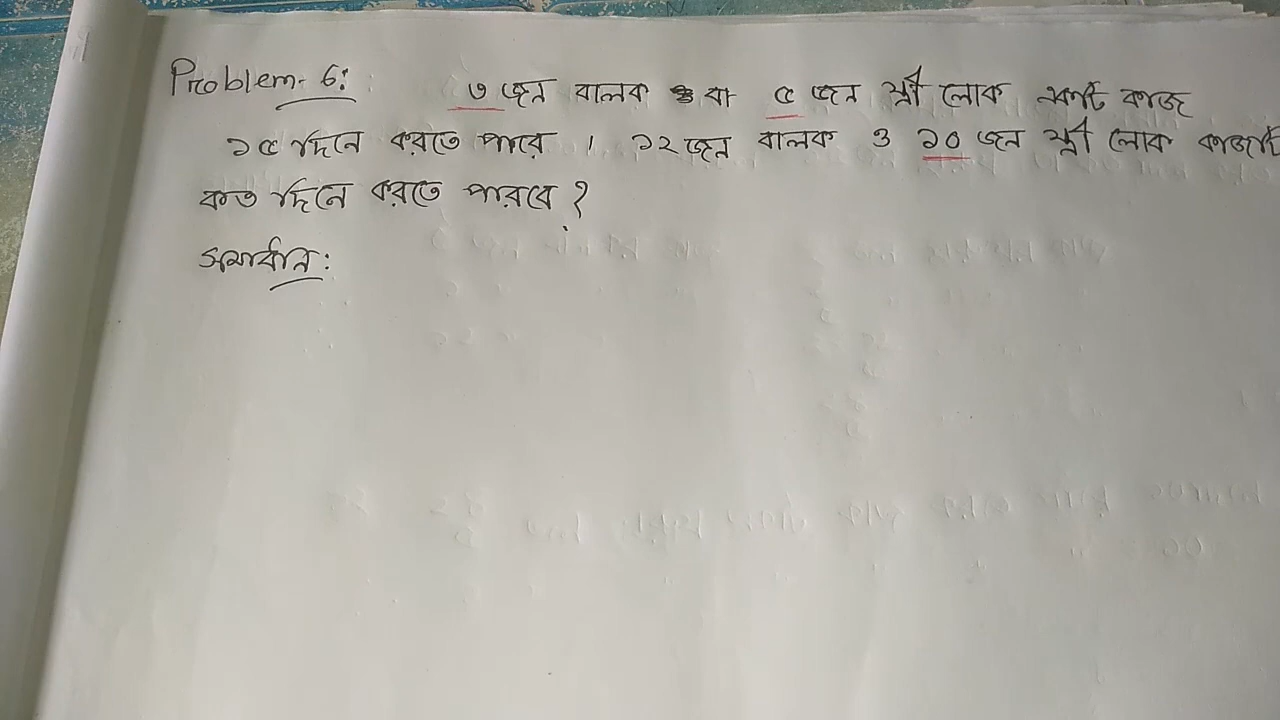 Problem-6:
৩ জন বালক বা ৫ জন স্ত্রী লোক একটি কাজ
১৫ দিনে করতে পারে । ১২ জন বালক ও ১০ জন স্ত্রী লোক কাজটি
কত দিনে করতে পারবে ?
সমাধান: